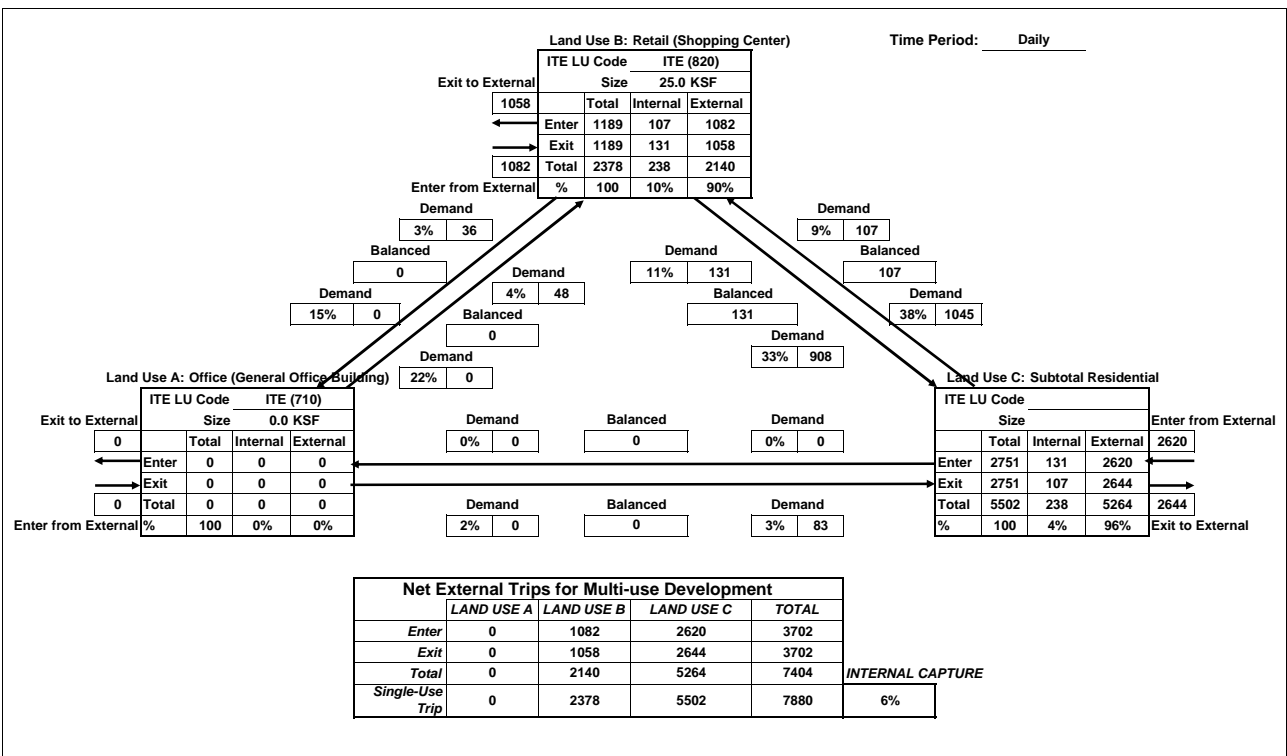 Land Use B: Retail (Shopping Center)
Time Period: Daily
ITE LU Code ITE (820)
Exit to External Size 25.0 KSF
1058 Total Internal External
Enter 1189 107 1082
Exit 1189 131 1058
1082 Total 2378 238 2140
Enter from External % 100 10% 90%
Demand
3% 36
Balanced
0
Demand
15% 0
Demand
4% 48
Balanced
0
Demand
22% 0
Demand
11% 131
Balanced
131
Demand
33% 908
Demand
9% 107
Balanced
107
Demand
38% 1045
Land Use A: Office (General Office Building)
ITE LU Code ITE (710)
Exit to External Size 0.0 KSF
0 Total Internal External
Enter 0 0 0
Exit 0 0 0
0 Total 0 0 0
Enter from External % 100 0% 0%
Demand Balanced Demand
0% 0 0 0% 0
Demand Balanced Demand
2% 0 0 3% 83
Land Use C: Subtotal Residential
ITE LU Code
Size Enter from External
Total Internal External 2620
Enter 2751 131 2620
Exit 2751 107 2644
Total 5502 238 5264 2644
% 100 4% 96% Exit to External
Net External Trips for Multi-use Development
LAND USE A LAND USE B LAND USE C TOTAL
Enter 0 1082 2620 3702
Exit 0 1058 2644 3702
Total 0 2140 5264 7404 INTERNAL CAPTURE
Single-Use
Trip 0 2378 5502 7880 6%